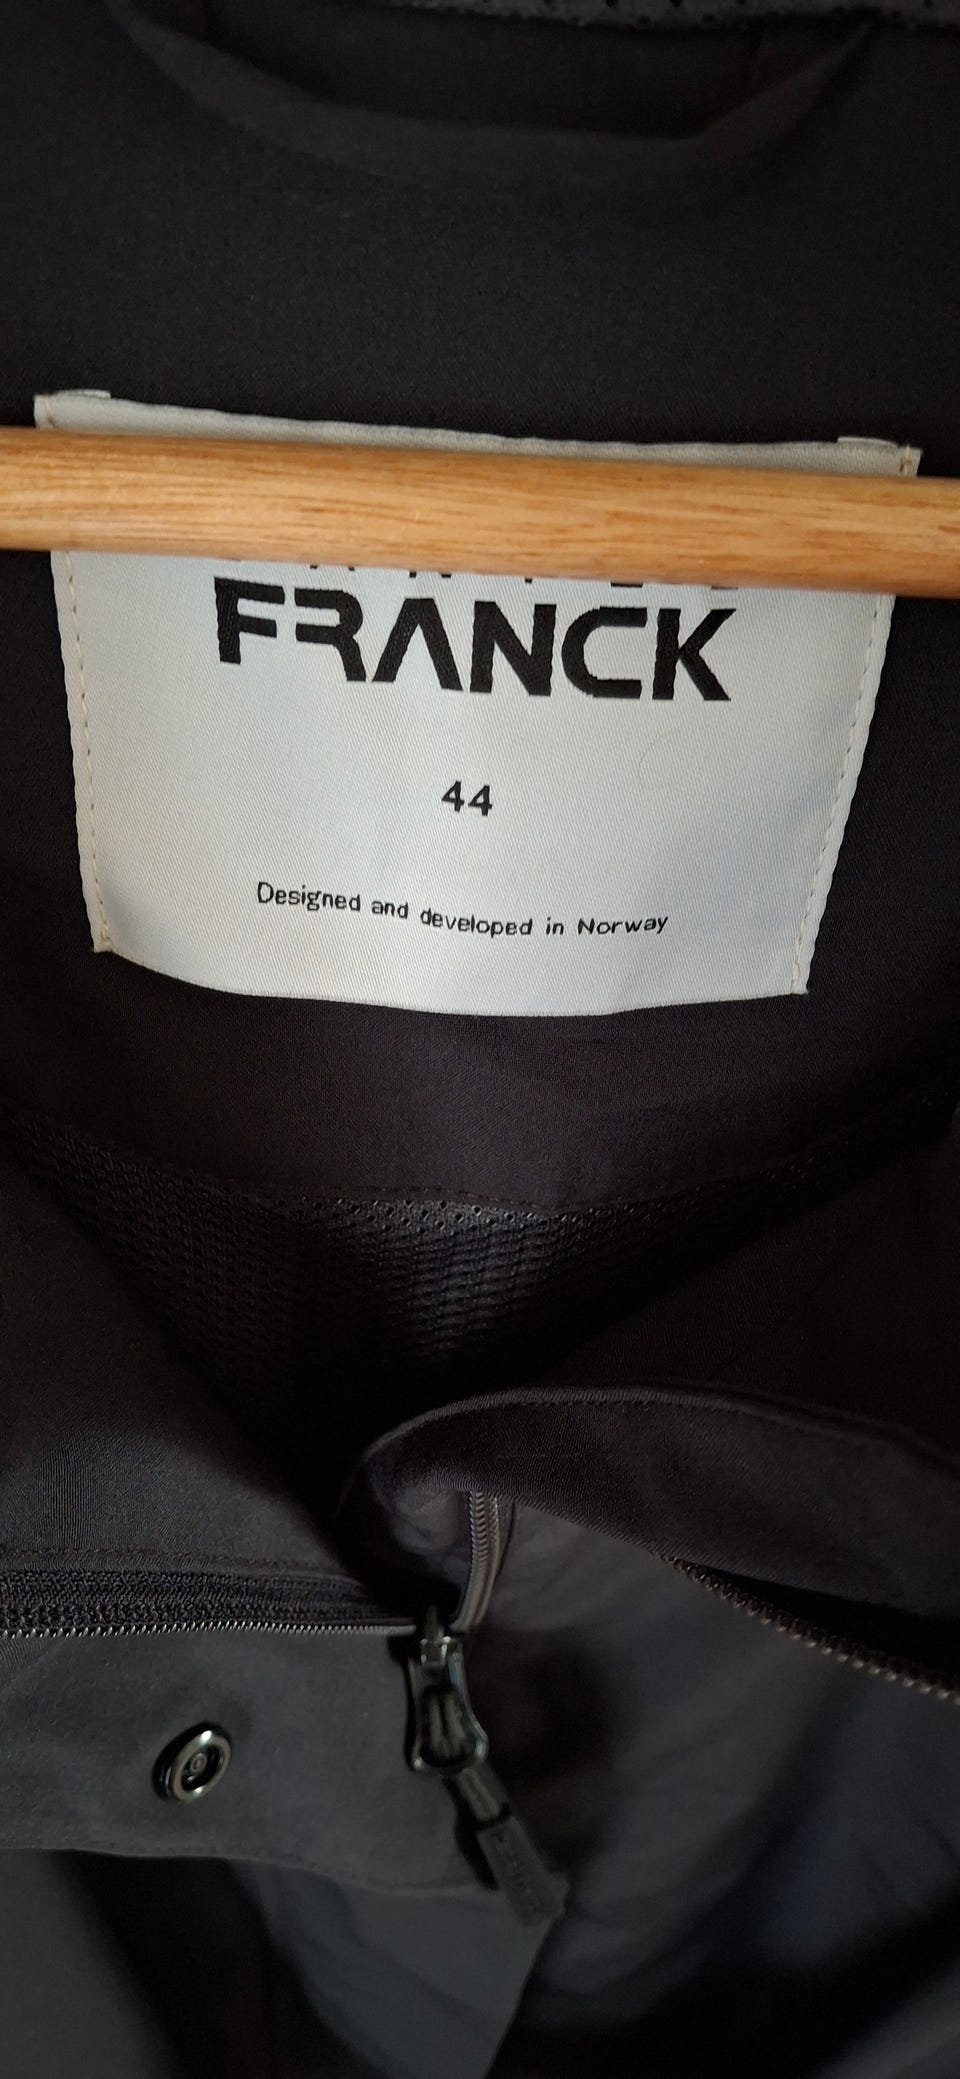 FRANCK
44
Designed and developed in Norway